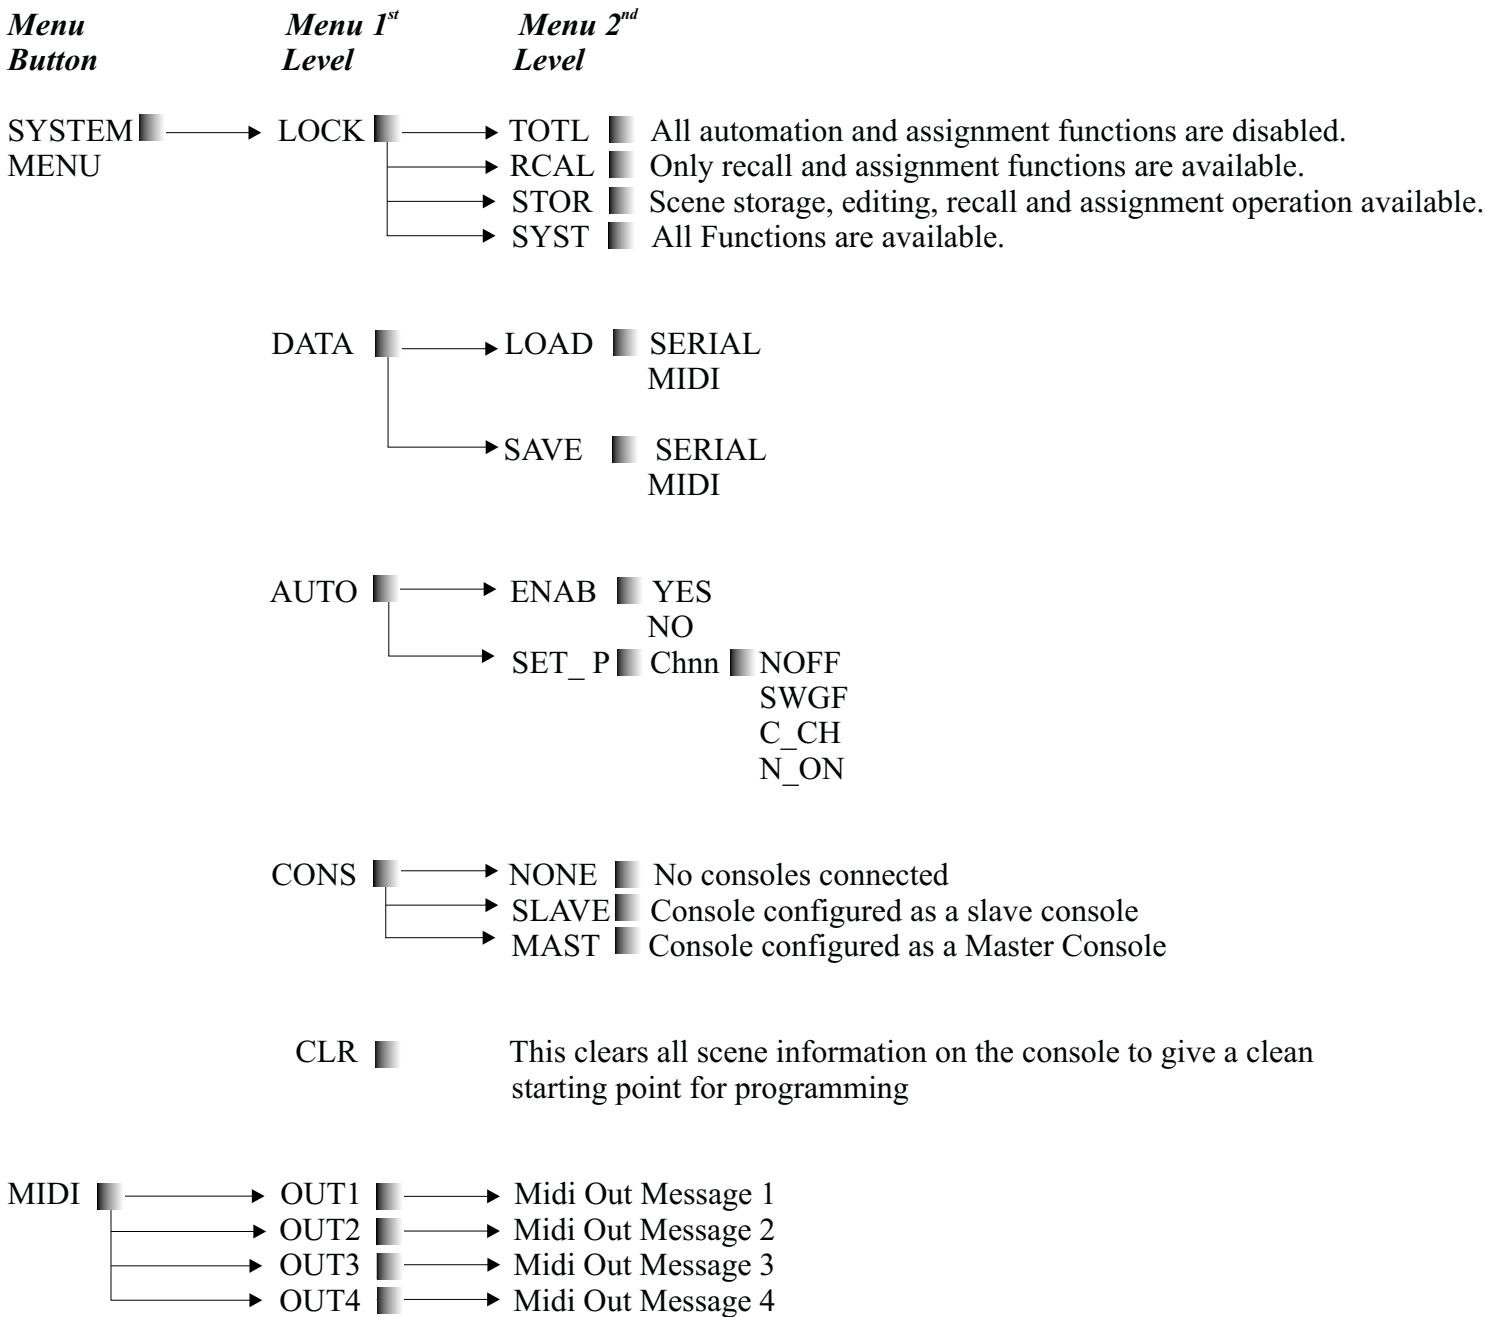 Menu Menu 1st Menu 2nd
Button Level Level
SYSTEM LOCK TOTL All automation and assignment functions are disabled.
MENU RCAL Only recall and assignment functions are available.
STOR Scene storage, editing, recall and assignment operation available.
SYST All Functions are available.
DATA LOAD SERIAL
MIDI
SAVE SERIAL
MIDI
AUTO ENAB YES
NO
SET_ P Chnn NOFF
SWGF
C_CH
N_ON
CONS NONE No consoles connected
SLAVE Console configured as a slave console
MAST Console configured as a Master Console
CLR This clears all scene information on the console to give a clean
starting point for programming
MIDI OUT1 Midi Out Message 1
OUT2 Midi Out Message 2
OUT3 Midi Out Message 3
OUT4 Midi Out Message 4